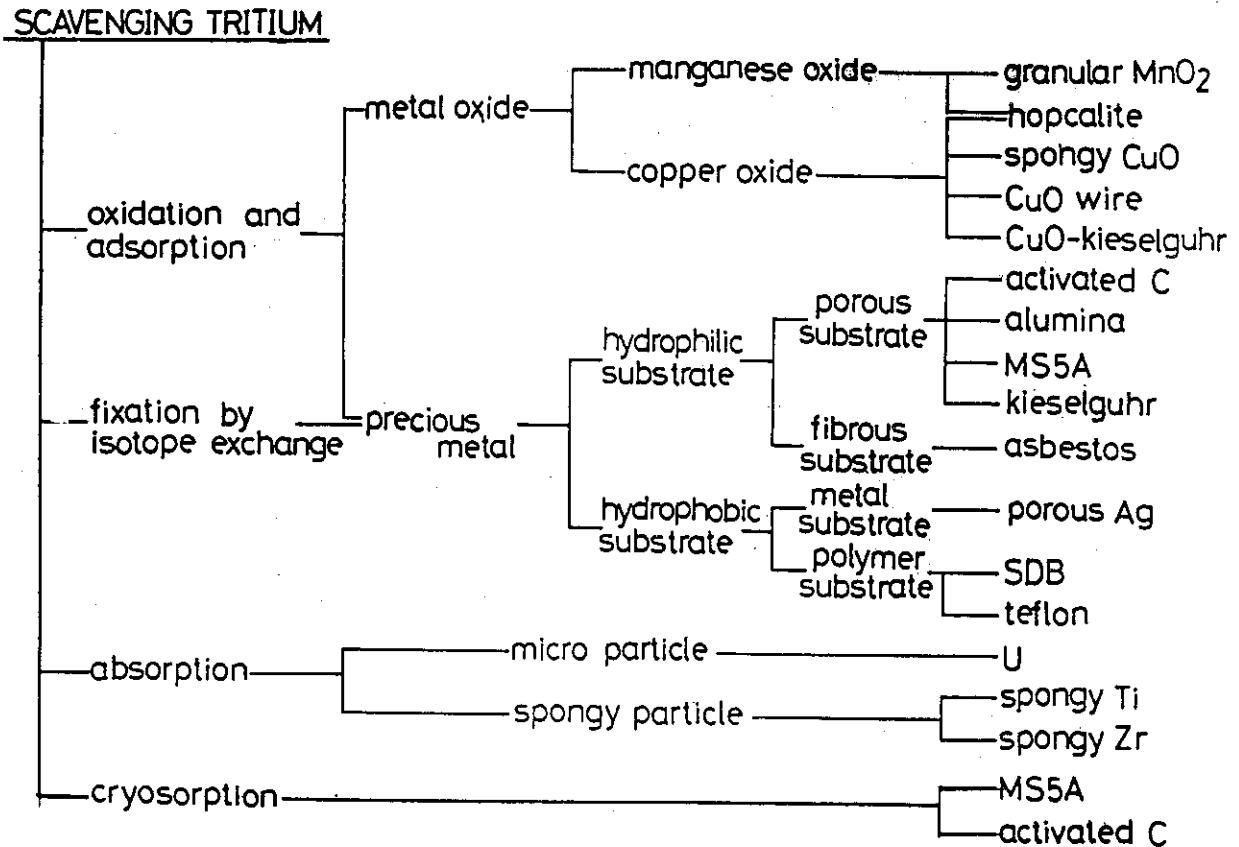 SCAVENGING TRITIUM
oxidation and
adsorption
metal oxide
manganese oxide
granular MnO₂
hopcalite
copper oxide
spongy CuO
CuO wire
CuO-kieselguhr
fixation by
isotope exchange
precious
metal
hydrophilic
substrate
porous
substrate
activated C
alumina
MS5A
kieselguhr
fibrous
substrate
asbestos
hydrophobic
substrate
metal
substrate
porous Ag
polymer
substrate
SDB
teflon
absorption
micro particle
U
spongy particle
spongy Ti
spongy Zr
cryosorption
MS5A
activated C